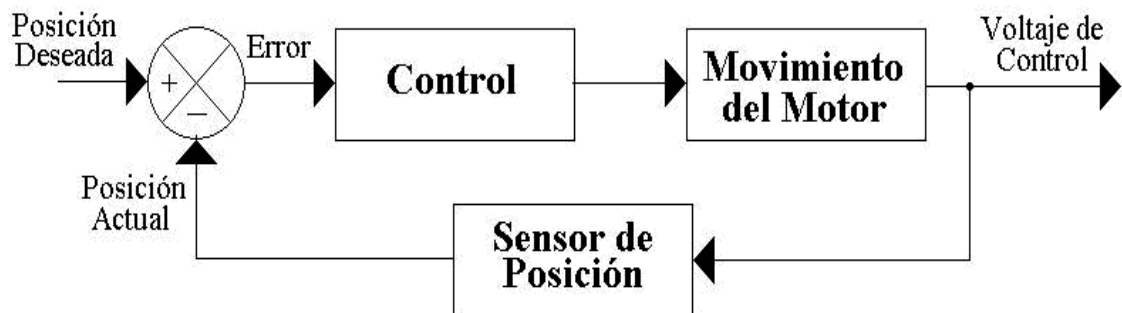 Posición
Deseada
Error
Control
Movimiento
del Motor
Voltaje de
Control
+
−
Posición
Actual
Sensor de
Posición